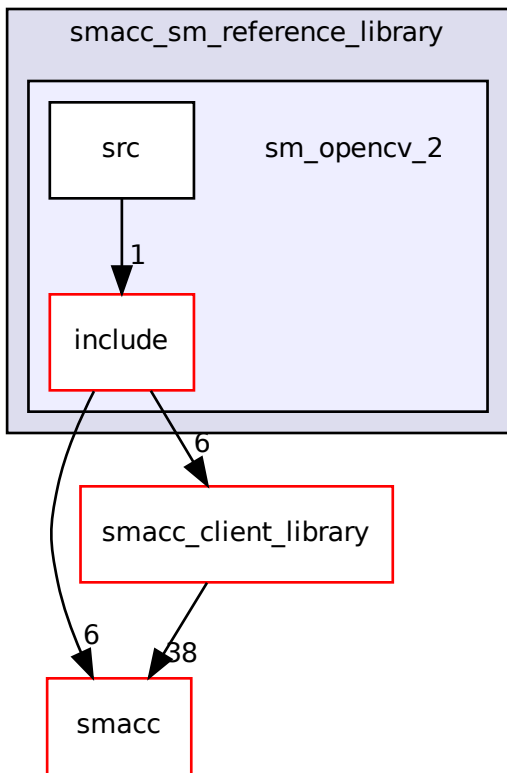 smacc_sm_reference_library
src
sm_opencv_2
1
include
6
smacc_client_library
6
38
smacc